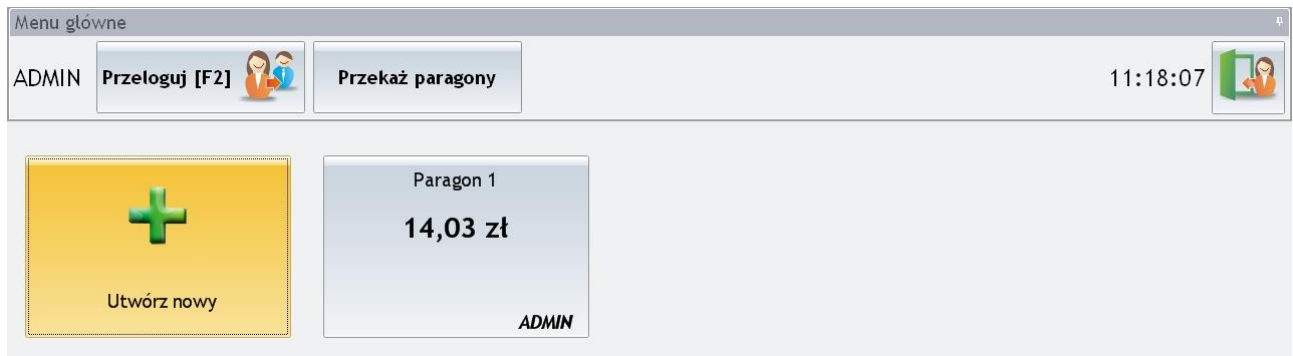 Menu główne
ADMIN Przeloguj [F2] Przekaż paragony 11:18:07
Utwórz nowy
Paragon 1
14,03 zł
ADMIN